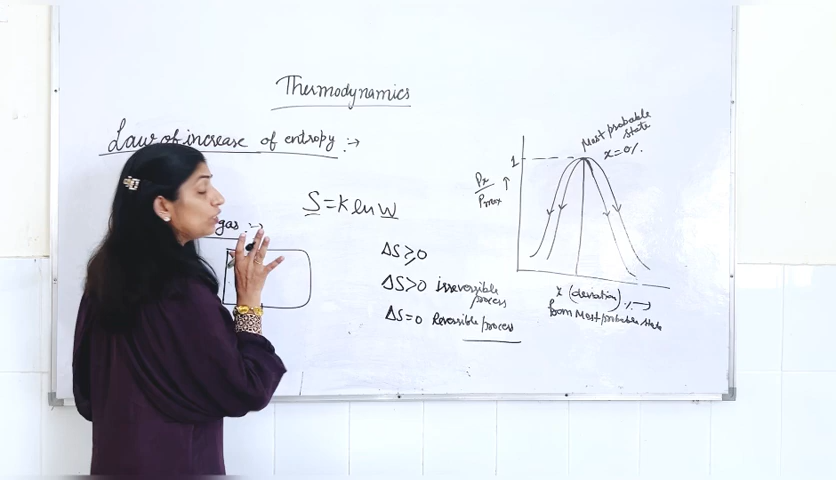 Thermodynamics
Law of increase of entropy :→
gas :→
S = K ln W
ΔS ≥ 0
ΔS > 0 irreversible
process
ΔS = 0 Reversible process
Most probable
state
x = 0%.
1
Px
Pmax
↑
x (deviation) %. →
from Most probable state